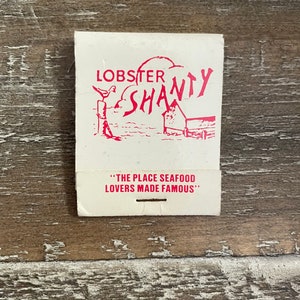 LOBSTER
SHANTY
"THE PLACE SEAFOOD
LOVERS MADE FAMOUS"